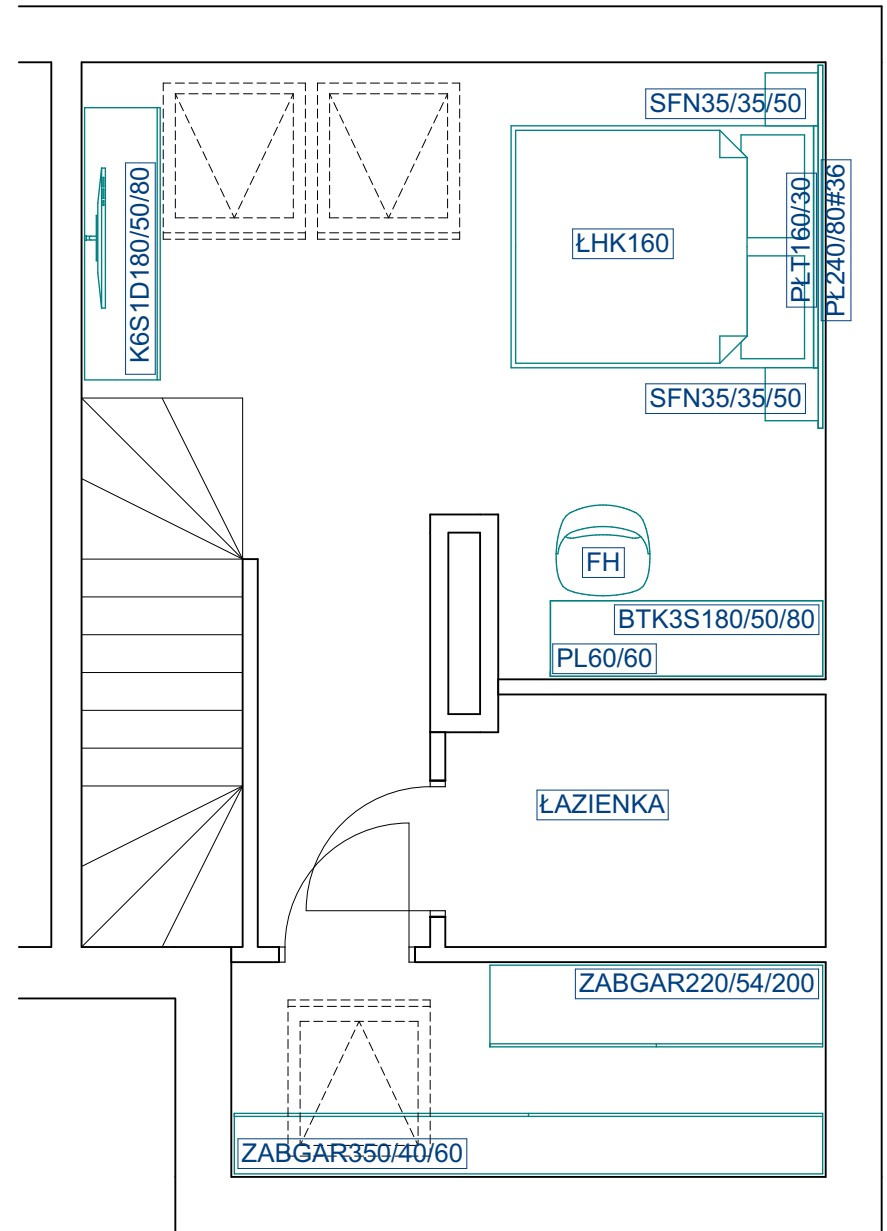 SFN35/35/50
K6S1D180/50/80
ŁHK160
PŁT160/30
PŁ240/80#36
SFN35/35/50
FH
BTK3S180/50/80
PL60/60
ŁAZIENKA
ZABGAR220/54/200
ZABGAR350/40/60